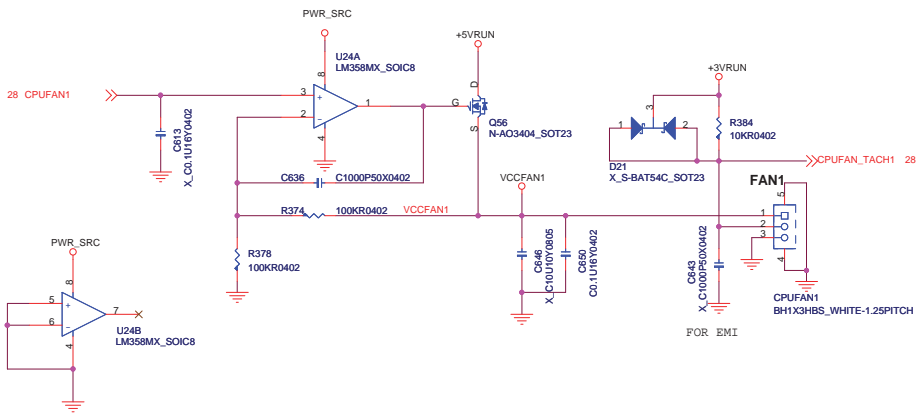 PWR_SRC
U24A
LM358MX_SOIC8
+5VRUN
+3VRUN
28 CPUFAN1
8
3
+
1
2
−
4
D
G
S
Q56
N-AO3404_SOT23
3
1
2
R384
10KR0402
C613
X_C0.1U16Y0402
D21
X_S-BAT54C_SOT23
CPUFAN_TACH1 28
C636
C1000P50X0402
VCCFAN1
FAN1
R374
100KR0402
VCCFAN1
5
1
2
3
4
R378
100KR0402
C646
X_C10U10Y0805
C650
C0.1U16Y0402
C643
X_C1000P50X0402
PWR_SRC
8
5
+
7
6
−
4
U24B
LM358MX_SOIC8
CPUFAN1
BH1X3HBS_WHITE-1.25PITCH
FOR EMI